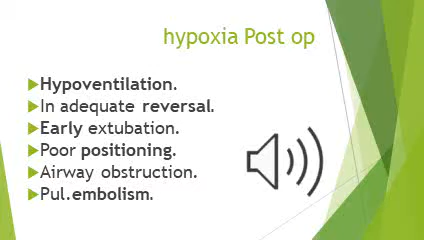 hypoxia Post op
Hypoventilation.
In adequate reversal.
Early extubation.
Poor positioning.
Airway obstruction.
Pul.embolism.